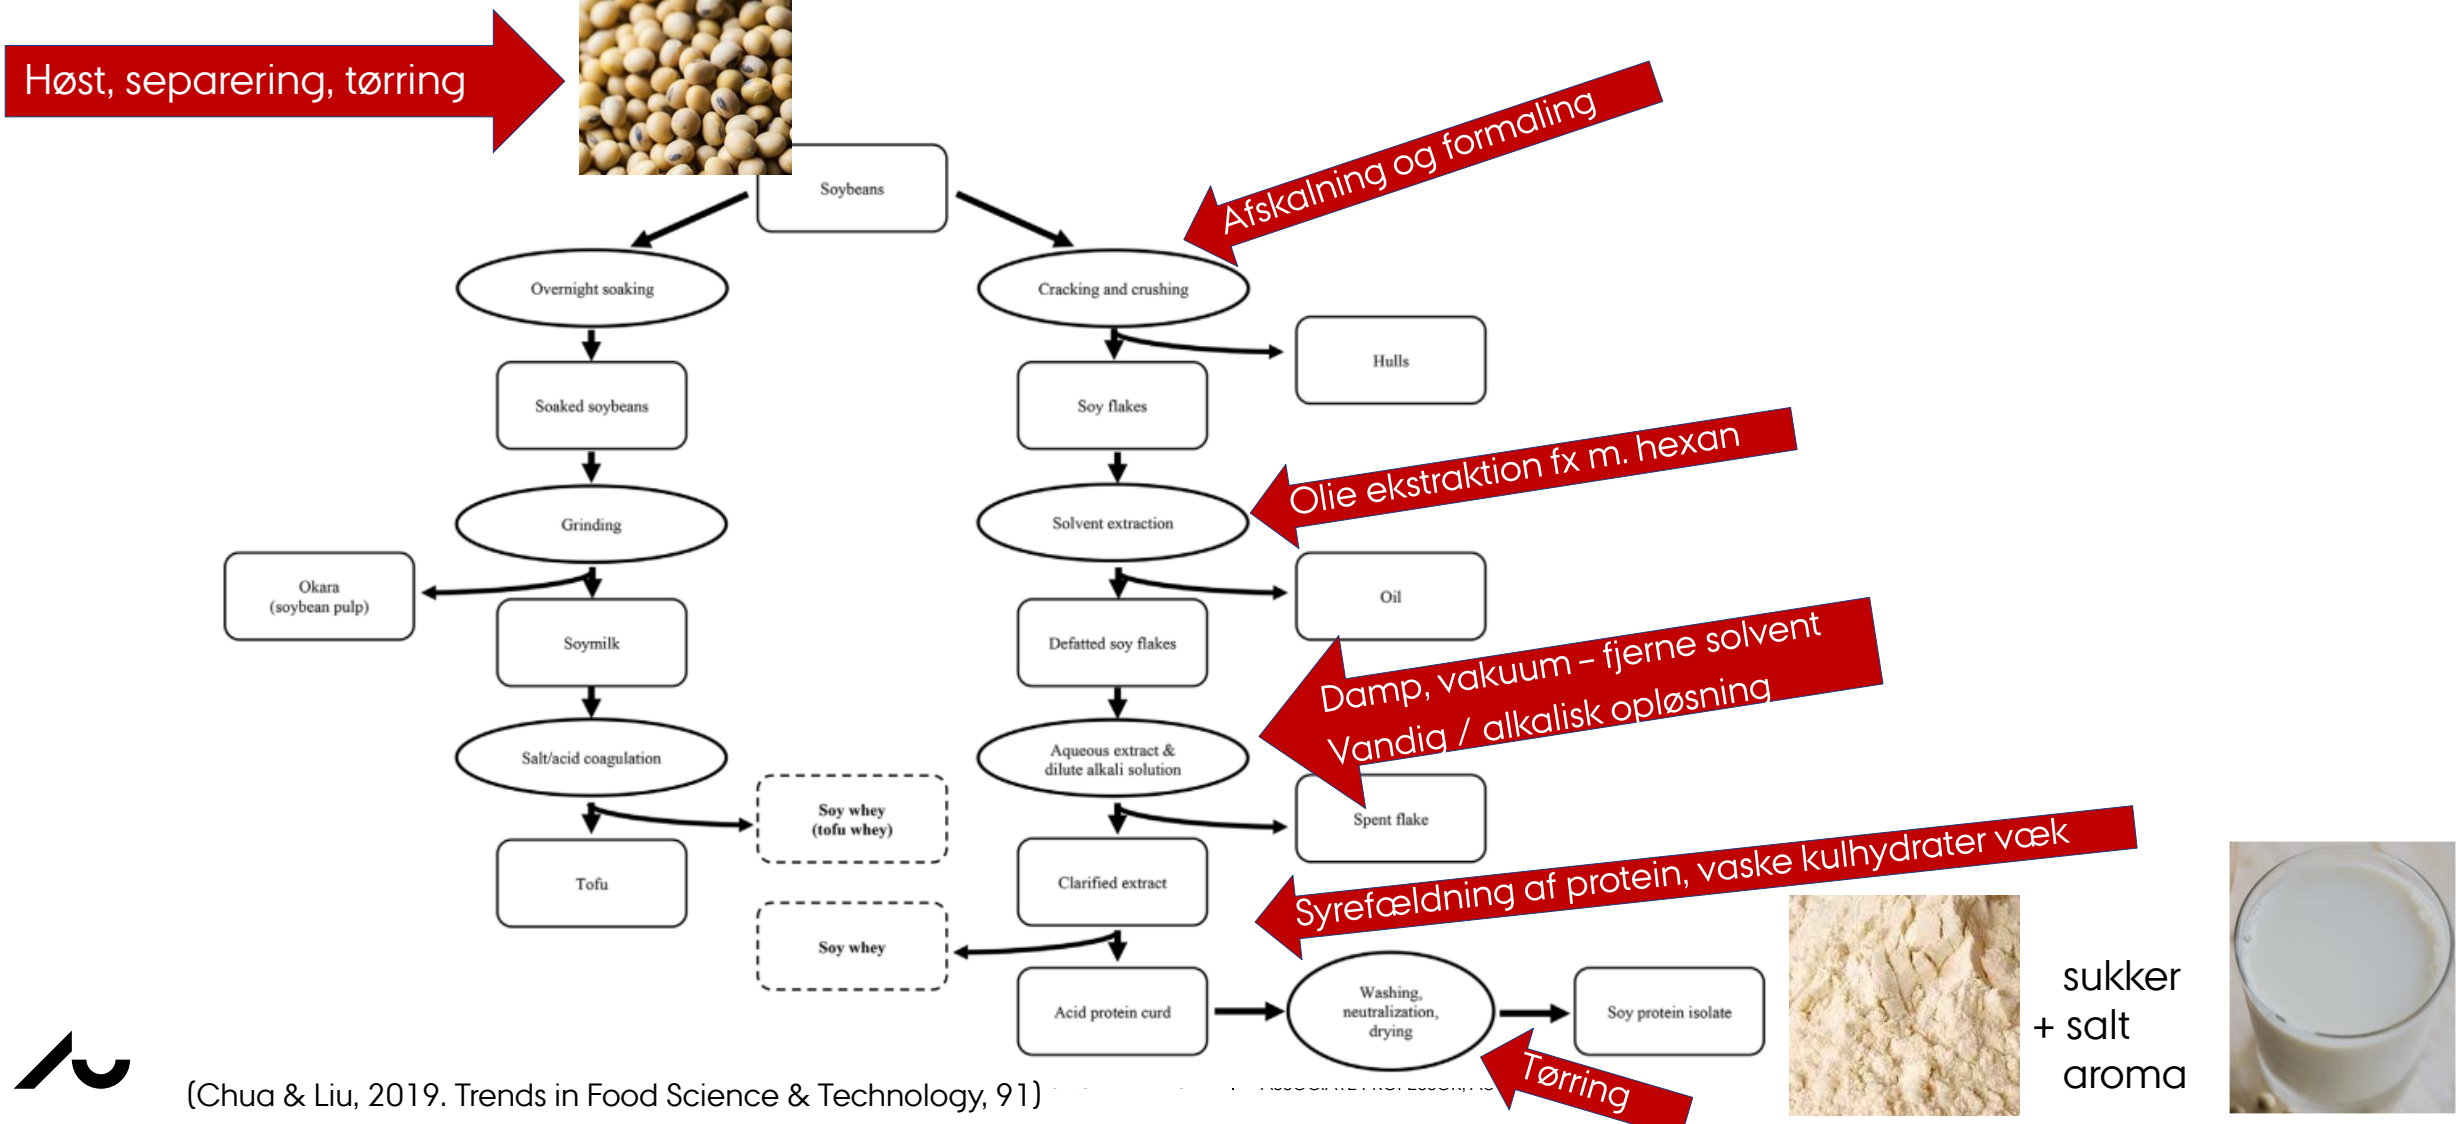 Høst, separering, tørring
Soybeans
Afskalning og formaling
Overnight soaking
Cracking and crushing
Hulls
Soaked soybeans
Soy flakes
Olie ekstraktion fx m. hexan
Grinding
Solvent extraction
Okara
(soybean pulp)
Oil
Soymilk
Defatted soy flakes
Damp, vakuum – fjerne solvent
Vandig / alkalisk opløsning
Salt/acid coagulation
Aqueous extract &
dilute alkali solution
Soy whey
(tofu whey)
Spent flake
Tofu
Clarified extract
Syrefældning af protein, vaske kulhydrater væk
Soy whey
Acid protein curd
Washing,
neutralization,
drying
Soy protein isolate
sukker
+ salt
aroma
Tørring
(Chua & Liu, 2019. Trends in Food Science & Technology, 91)